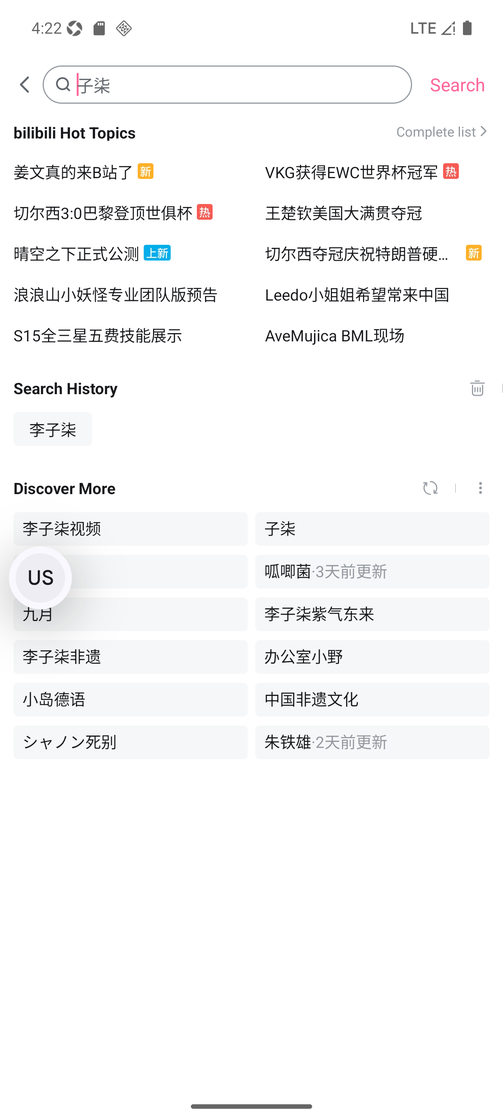 4:22
LTE
子柒
Search
bilibili Hot Topics
Complete list
姜文真的来B站了 新
VKG获得EWC世界杯冠军 热
切尔西3:0巴黎登顶世俱杯 热
王楚钦美国大满贯夺冠
晴空之下正式公测 上新
切尔西夺冠庆祝特朗普硬... 新
浪浪山小妖怪专业团队版预告
Leedo小姐姐希望常来中国
S15全三星五费技能展示
AveMujica BML现场
Search History
李子柒
Discover More
李子柒视频
子柒
US
呱唧菌·3天前更新
九月
李子柒紫气东来
李子柒非遗
办公室小野
小岛德语
中国非遗文化
シャノン死别
朱铁雄·2天前更新